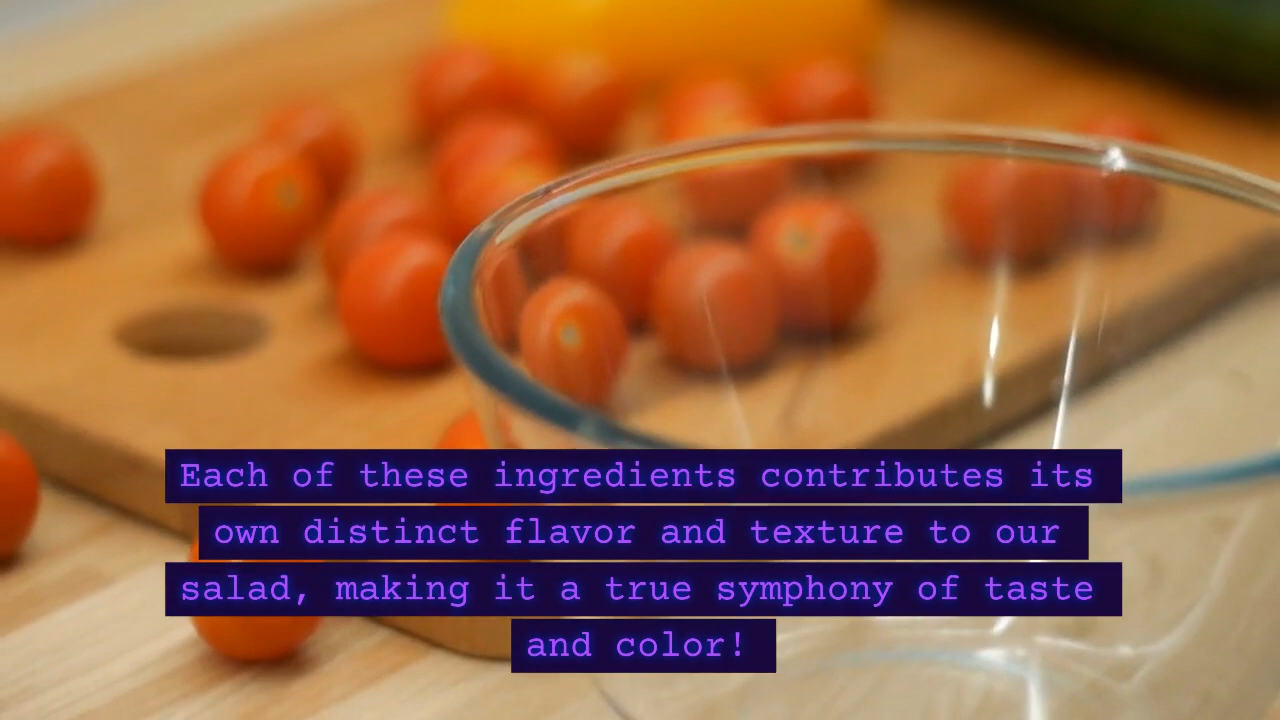 Each of these ingredients contributes its
own distinct flavor and texture to our
salad, making it a true symphony of taste
and color!